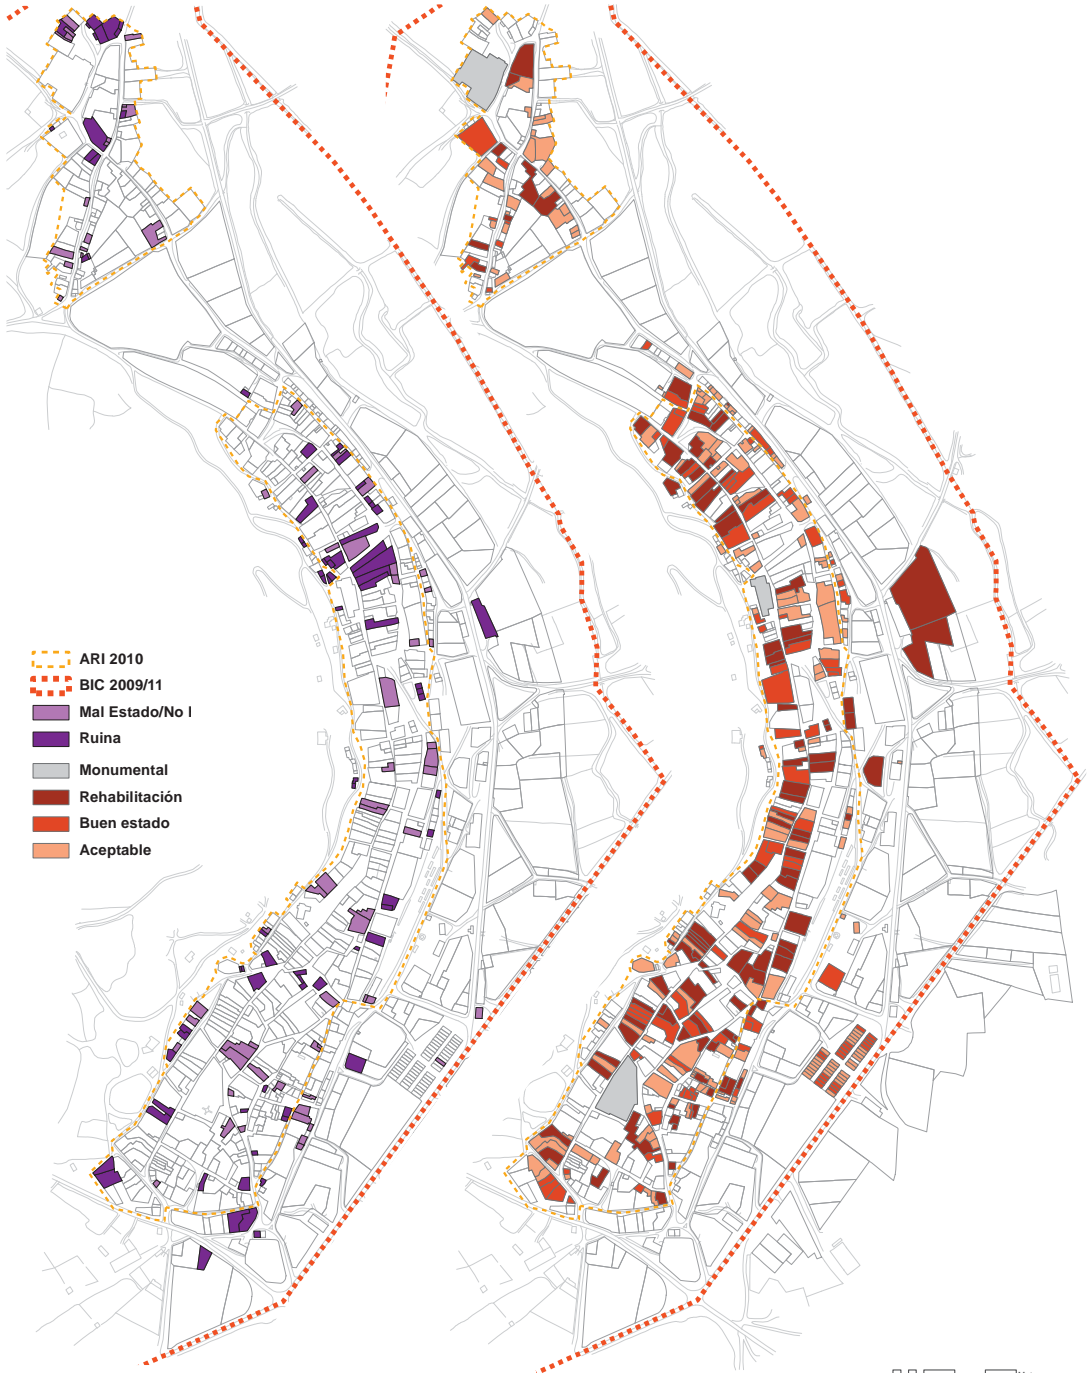 ARI 2010
BIC 2009/11
Mal Estado/No
Ruina
Monumental
Rehabilitación
Buen estado
Aceptable